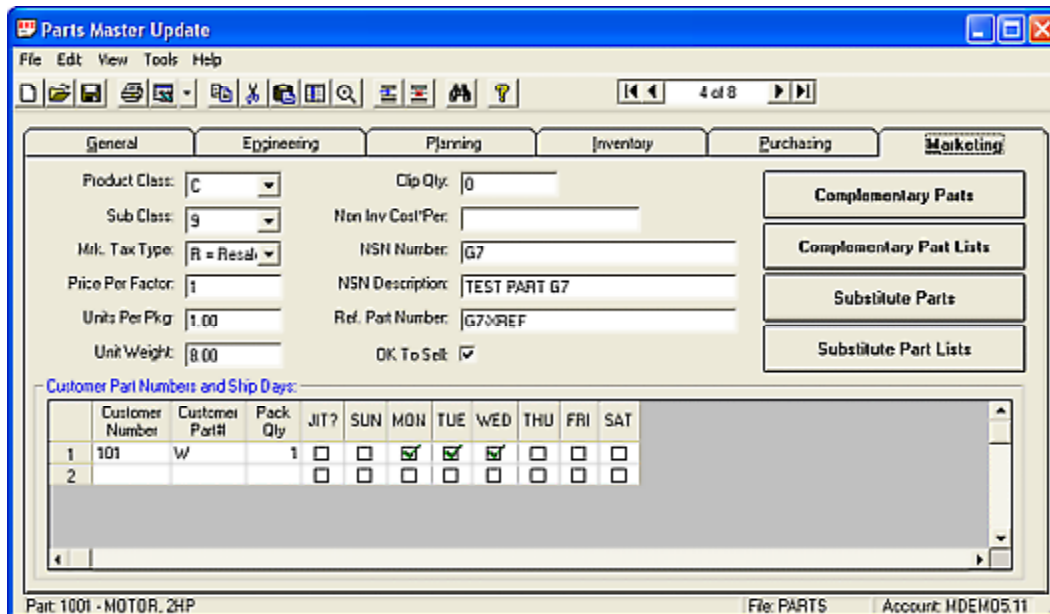 Parts Master Update
File Edit View Tools Help
4 of 8
General Engineering Planning Inventory Purchasing Marketing
Product Class: C Clip Qty: 0 Complementary Parts
Sub Class: 9 Non Inv Cost*Per:
Mrk. Tax Type: R = Resal NSN Number: G7 Complementary Part Lists
Price Per Factor: 1 NSN Description: TEST PART G7 Substitute Parts
Units Per Pkg: 1.00 Ref. Part Number: G7-XREF
Unit Weight: 8.00 OK To Sell: Substitute Part Lists
Customer Part Numbers and Ship Days:
Customer Number Customer Part# Pack Qty JIT? SUN MON TUE WED THU FRI SAT
1 101 W 1
2
Part: 1001 - MOTOR, 2HP File: PARTS Account: MDEMO5.11